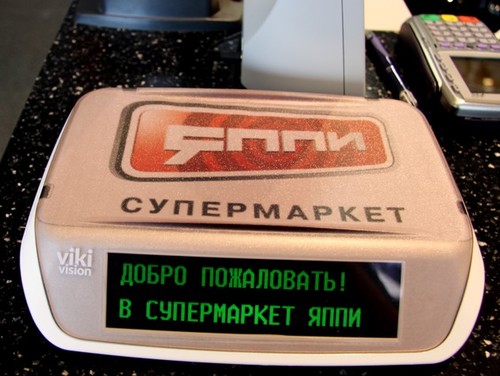 ЯППИ
СУПЕРМАРКЕТ
viki
vision
ДОБРО ПОЖАЛОВАТЬ!
В СУПЕРМАРКЕТ ЯППИ